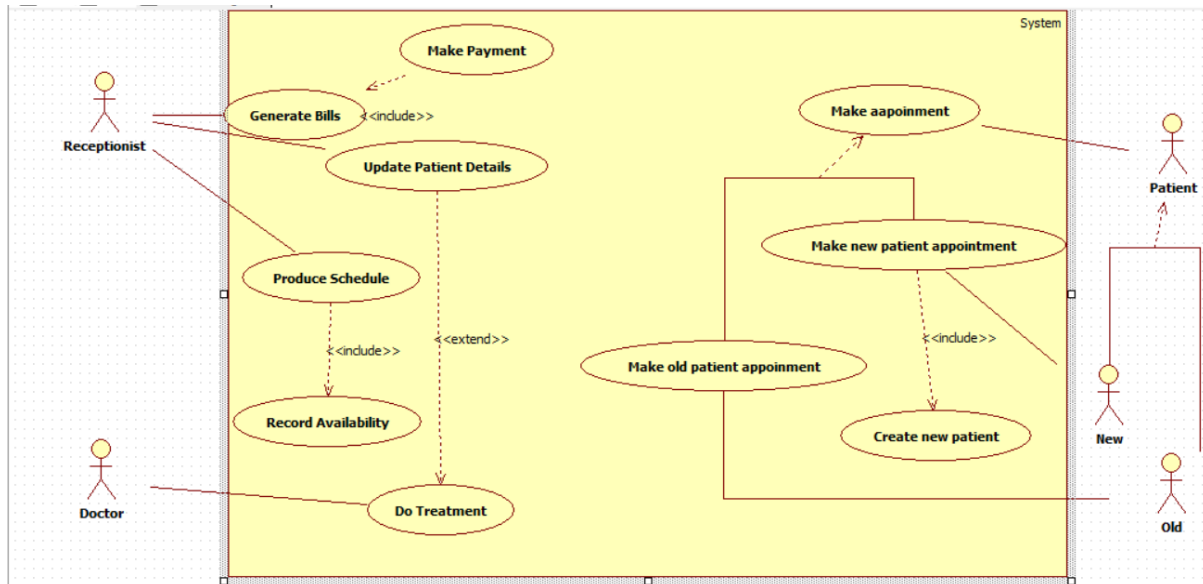 System
Make Payment
Generate Bills
<<include>>
Make aapoinment
Receptionist
Update Patient Details
Patient
Make new patient appointment
Produce Schedule
<<include>>
<<extend>>
<<include>>
Make old patient appoinment
Record Availability
Create new patient
New
Do Treatment
Doctor
Old